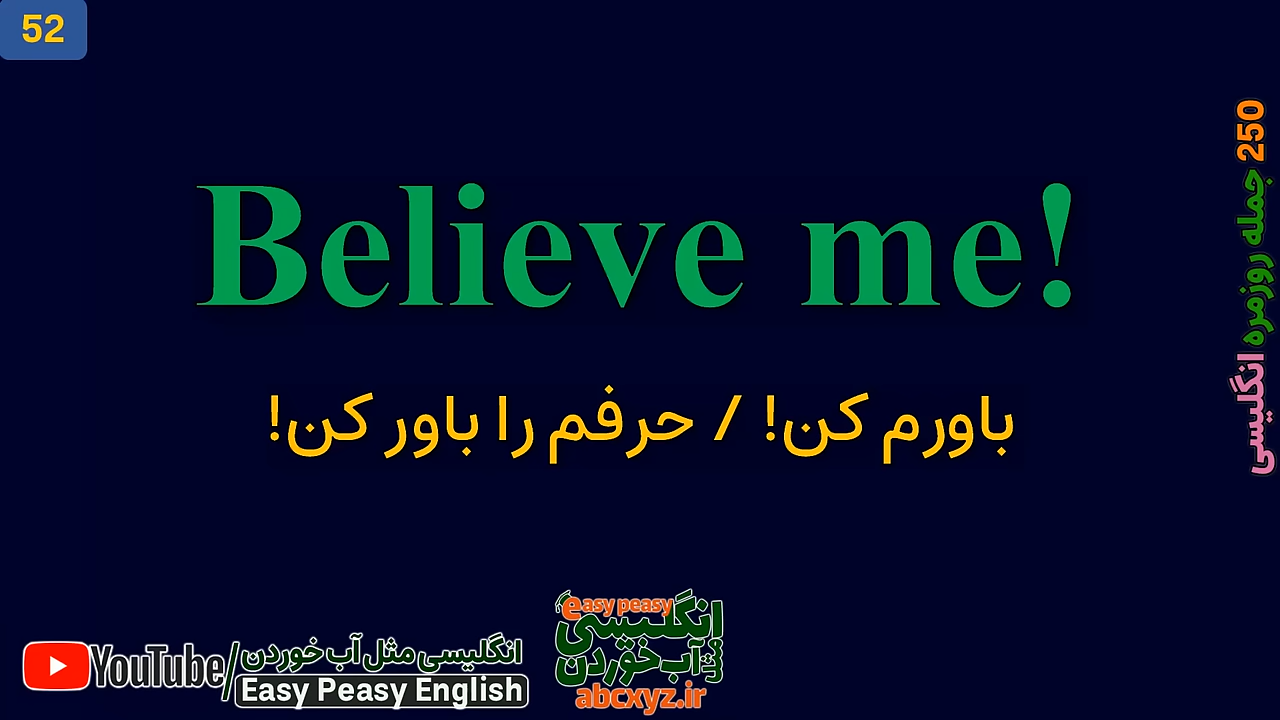 52
Believe me!
باورم کن! / حرفم را باور کن!
250 جمله روزمره انگلیسی
YouTube/
انگلیسی مثل آب خوردن
Easy Peasy English
easy peasy
انگلیسی
مثل آب خوردن
abcxyz.ir